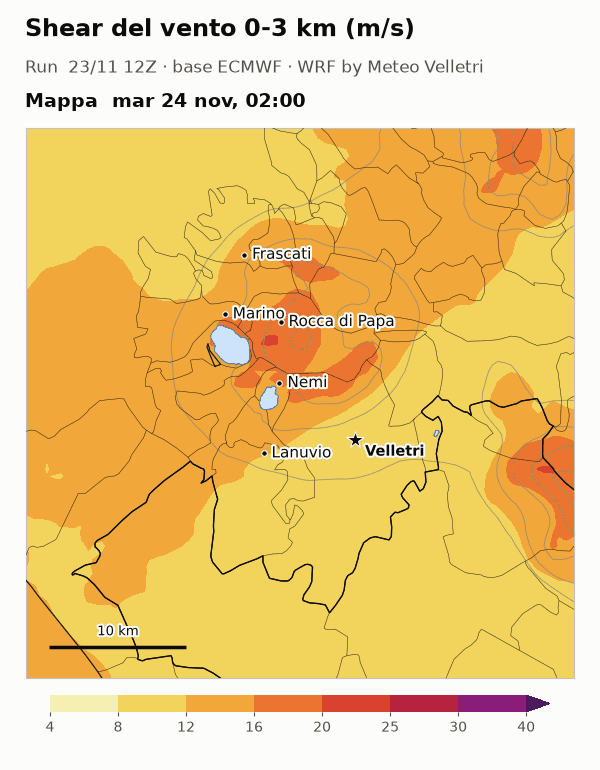 Shear del vento 0-3 km (m/s)
Run  23/11 12Z · base ECMWF · WRF by Meteo Velletri
Mappa  mar 24 nov, 02:00
Frascati
Marino
Rocca di Papa
Nemi
Velletri
Lanuvio
10 km
4 8 12 16 20 25 30 40